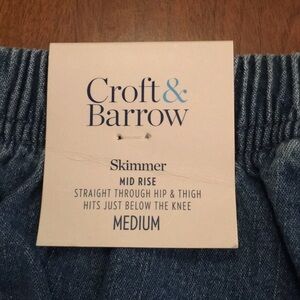 Croft&
Barrow
Skimmer
MID RISE
STRAIGHT THROUGH HIP & THIGH
HITS JUST BELOW THE KNEE
MEDIUM